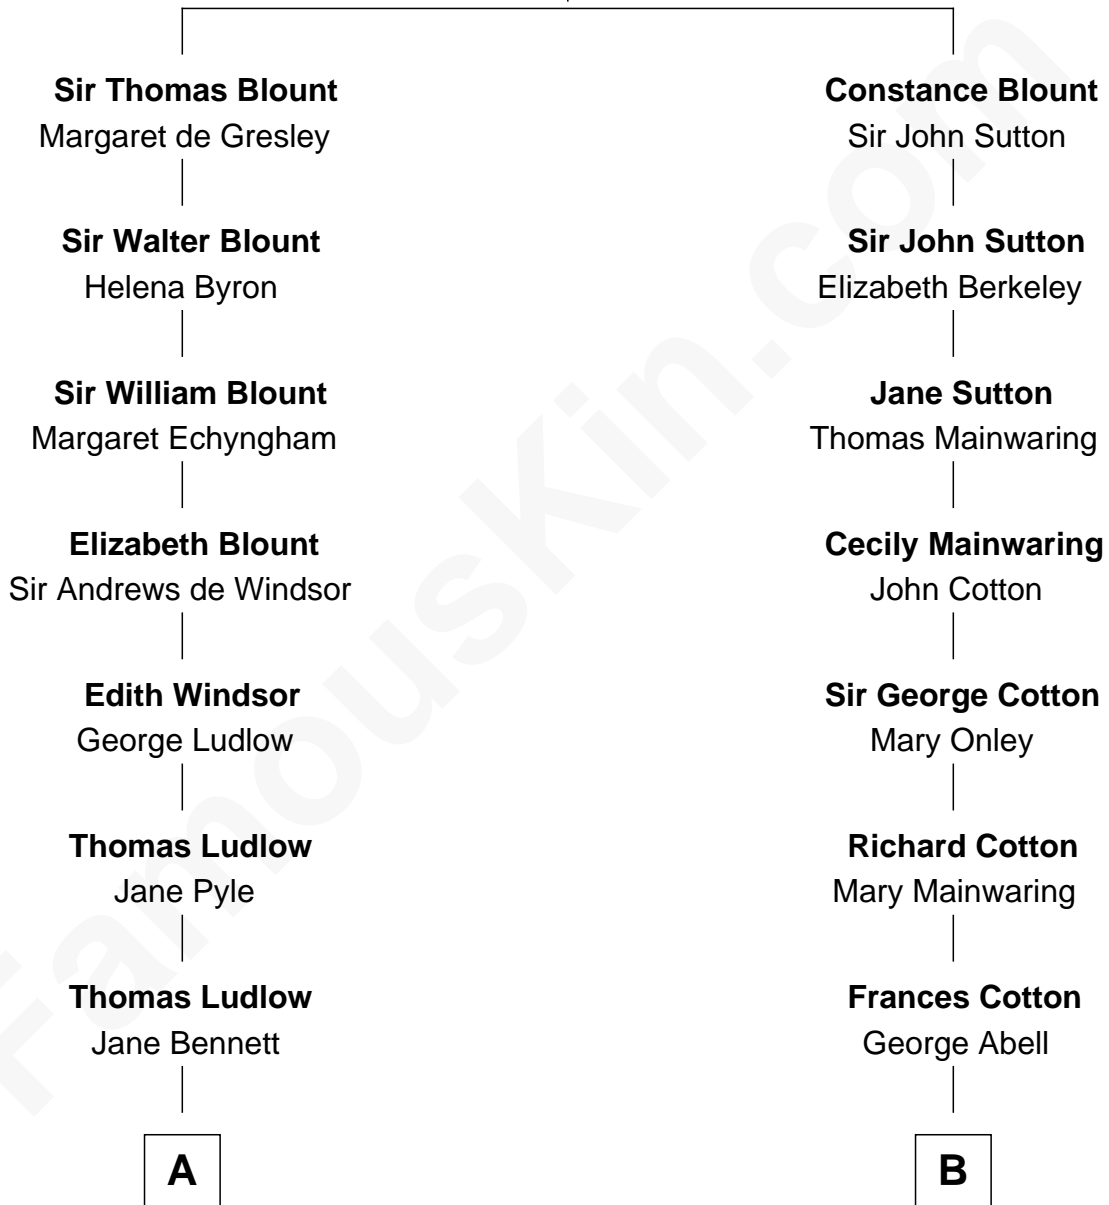 Sir Thomas Blount
Margaret de Gresley
Constance Blount
Sir John Sutton
Sir Walter Blount
Helena Byron
Sir John Sutton
Elizabeth Berkeley
Sir William Blount
Margaret Echyngham
Jane Sutton
Thomas Mainwaring
Elizabeth Blount
Sir Andrews de Windsor
Cecily Mainwaring
John Cotton
Edith Windsor
George Ludlow
Sir George Cotton
Mary Onley
Thomas Ludlow
Jane Pyle
Richard Cotton
Mary Mainwaring
Thomas Ludlow
Jane Bennett
Frances Cotton
George Abell
A
B
FamousKin.com